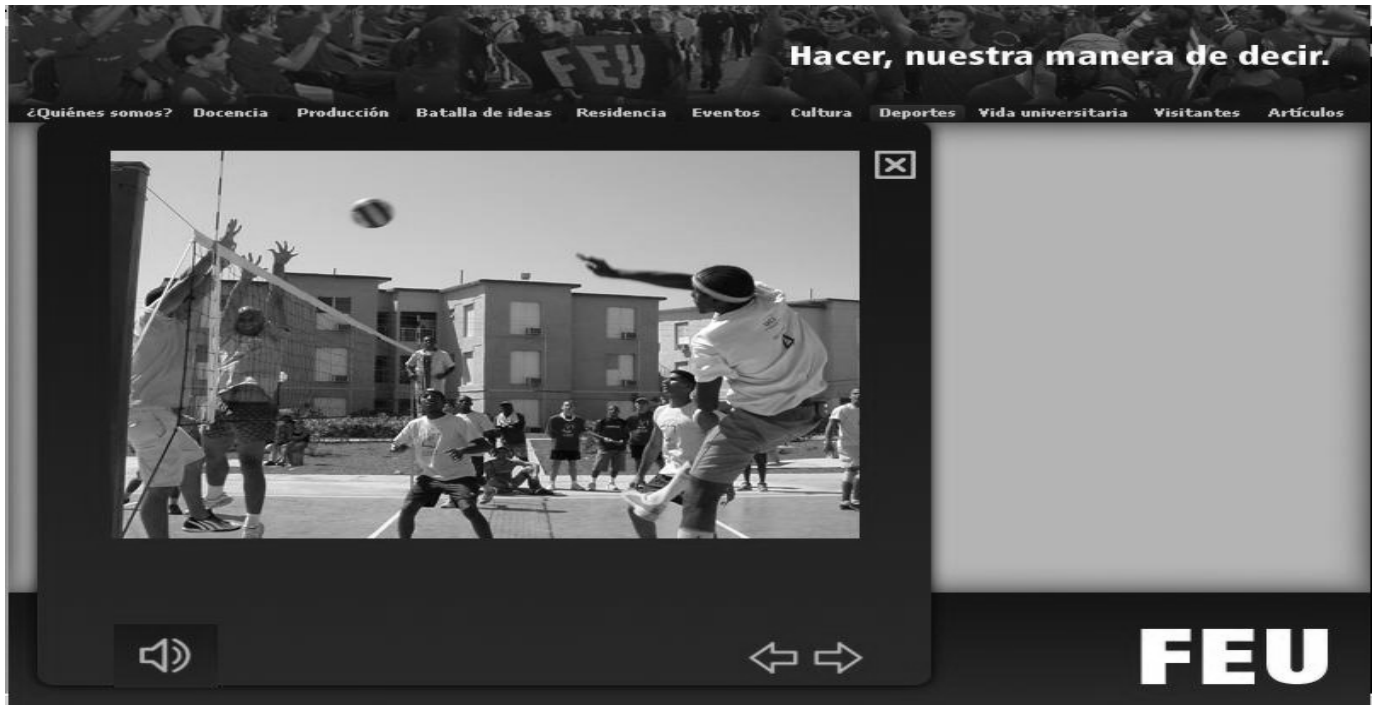 FEU
Hacer, nuestra manera de decir.
¿Quiénes somos? Docencia Producción Batalla de ideas Residencia Eventos Cultura Deportes Vida universitaria Visitantes Artículos
4
FEU